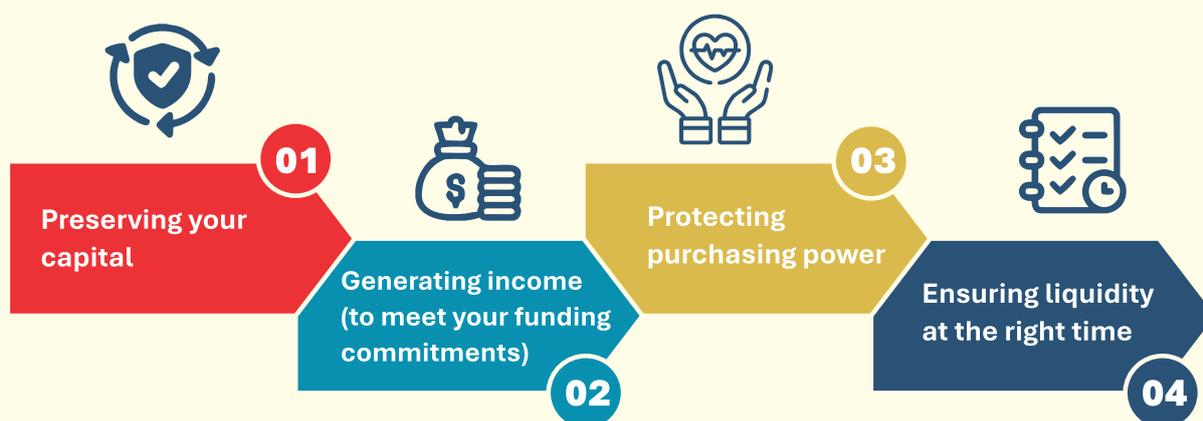 01
Preserving your
capital
$
Generating income
(to meet your funding
commitments)
02
03
Protecting
purchasing power
Ensuring liquidity
at the right time
04